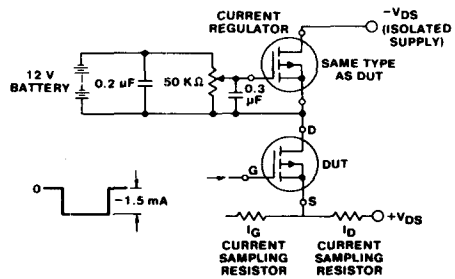 CURRENT
REGULATOR
−VDS
(ISOLATED
SUPPLY)
SAME TYPE
AS DUT
12 V
BATTERY
0.2 µF
50 KΩ
0.3
µF
D
DUT
G
S
0
−1.5 mA
+VDS
IG
CURRENT
SAMPLING
RESISTOR
ID
CURRENT
SAMPLING
RESISTOR